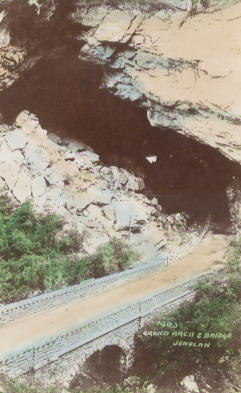 1503
GRAND ARCH & BRIDGE
JENOLAN